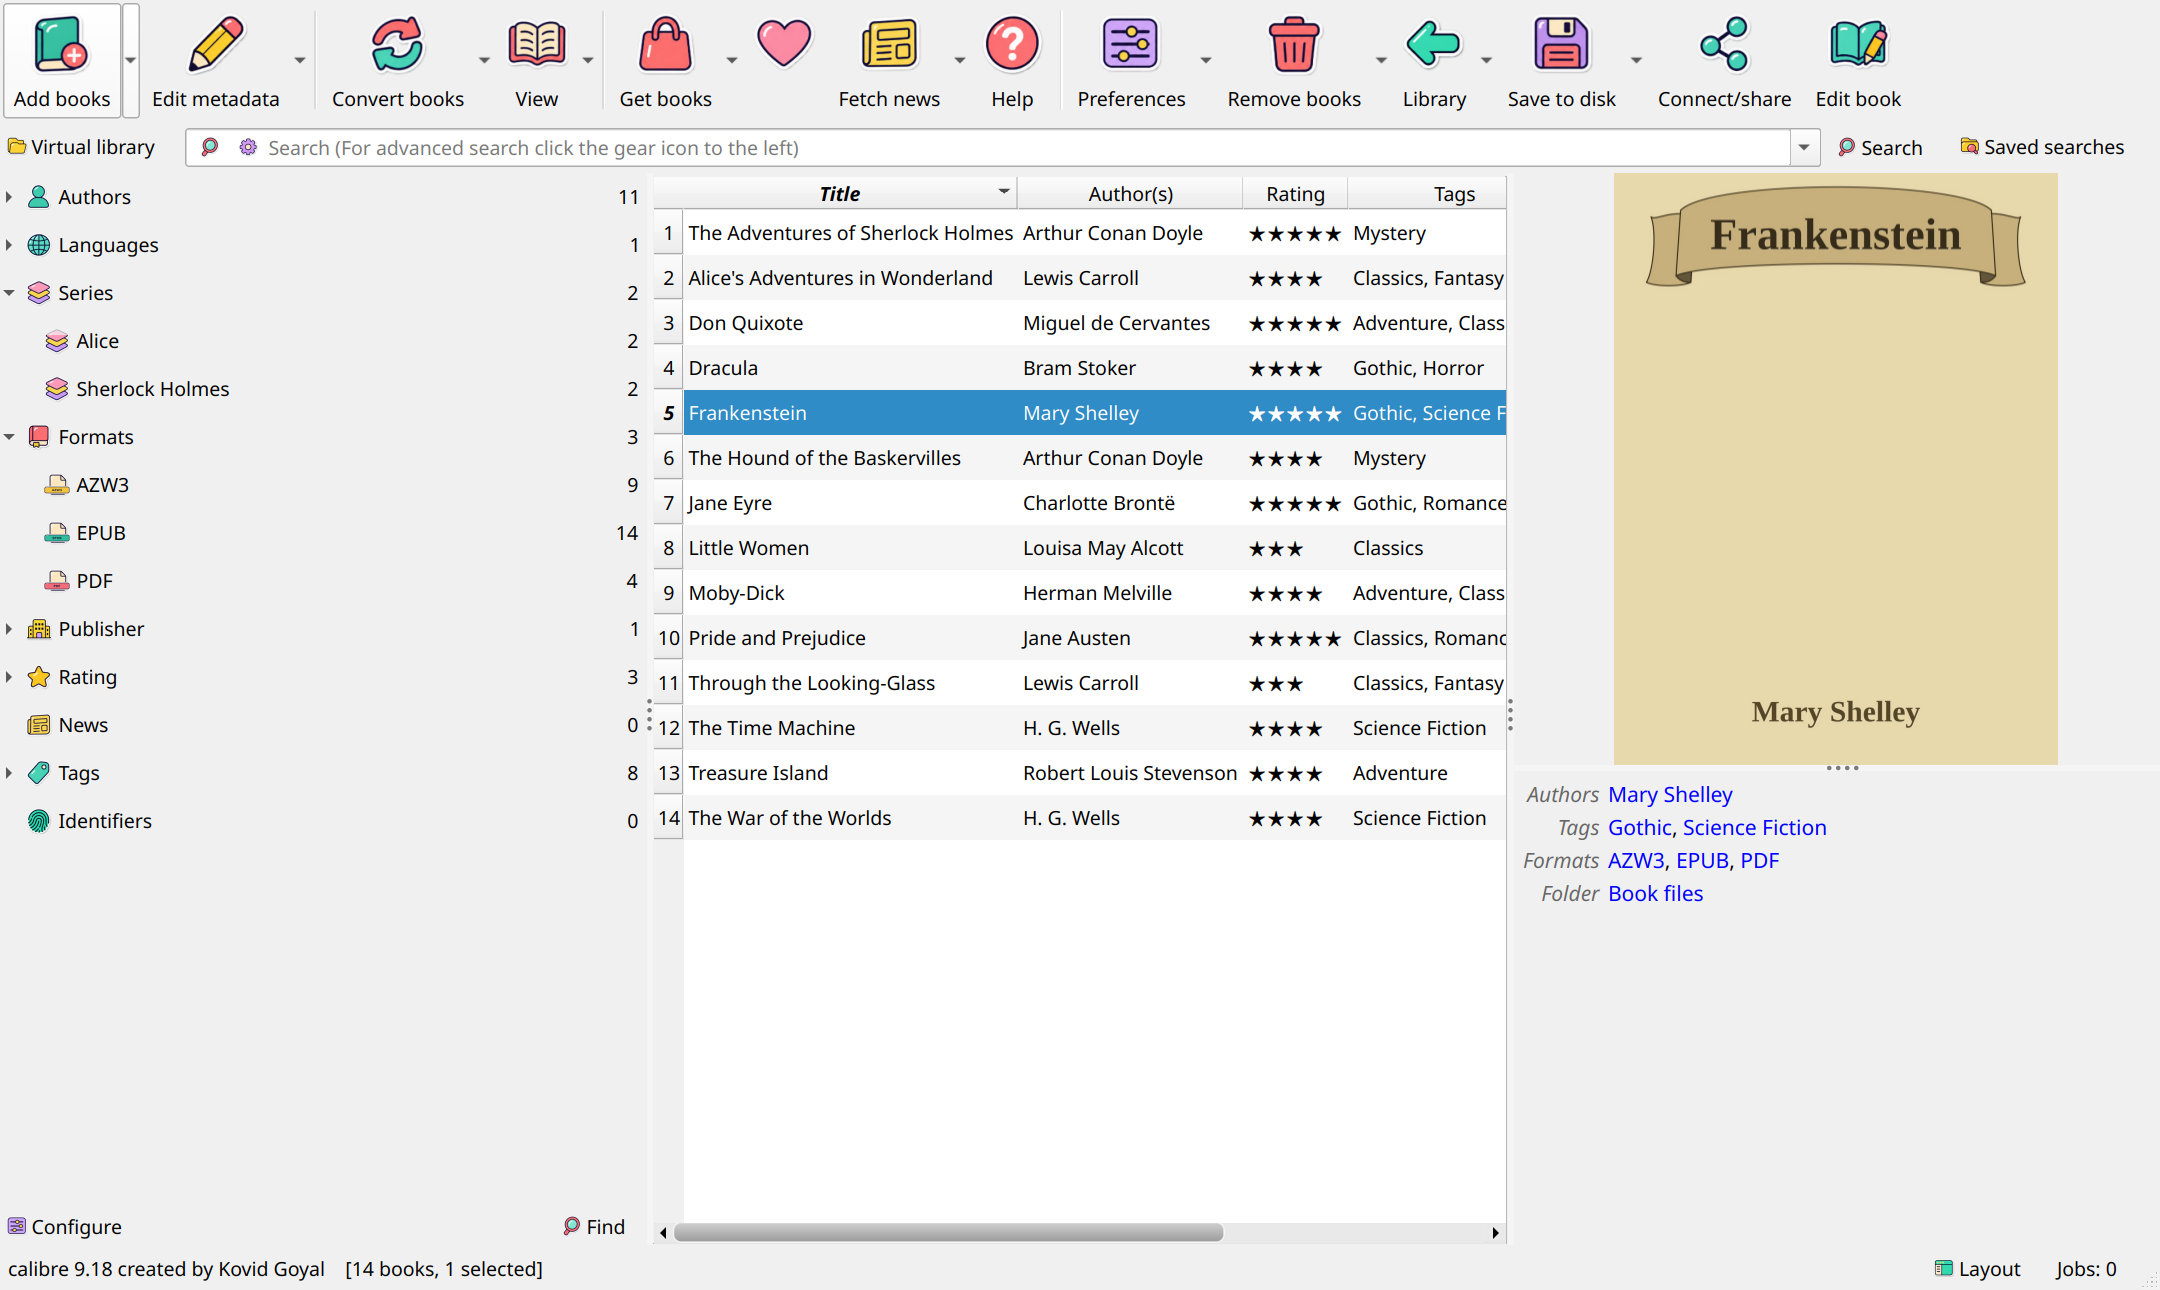 Add books Edit metadata Convert books View Get books Fetch news Help Preferences Remove books Library Save to disk Connect/share Edit book
Virtual library Search (For advanced search click the gear icon to the left) Search Saved searches
Authors 11
Languages 1
Series 2
Alice 2
Sherlock Holmes 2
Formats 3
AZW3 9
EPUB 14
PDF 4
Publisher 1
Rating 3
News 0
Tags 8
Identifiers 0
Configure Find
Title Author(s) Rating Tags
1 The Adventures of Sherlock Holmes Arthur Conan Doyle ★★★★★ Mystery
2 Alice's Adventures in Wonderland Lewis Carroll ★★★★ Classics, Fantasy
3 Don Quixote Miguel de Cervantes ★★★★★ Adventure, Class
4 Dracula Bram Stoker ★★★★ Gothic, Horror
5 Frankenstein Mary Shelley ★★★★★ Gothic, Science F
6 The Hound of the Baskervilles Arthur Conan Doyle ★★★★ Mystery
7 Jane Eyre Charlotte Brontë ★★★★★ Gothic, Romance
8 Little Women Louisa May Alcott ★★★ Classics
9 Moby-Dick Herman Melville ★★★★ Adventure, Class
10 Pride and Prejudice Jane Austen ★★★★★ Classics, Romanc
11 Through the Looking-Glass Lewis Carroll ★★★ Classics, Fantasy
12 The Time Machine H. G. Wells ★★★★ Science Fiction
13 Treasure Island Robert Louis Stevenson ★★★★ Adventure
14 The War of the Worlds H. G. Wells ★★★★ Science Fiction
Frankenstein
Mary Shelley
Authors Mary Shelley
Tags Gothic, Science Fiction
Formats AZW3, EPUB, PDF
Folder Book files
calibre 9.18 created by Kovid Goyal [14 books, 1 selected] Layout Jobs: 0